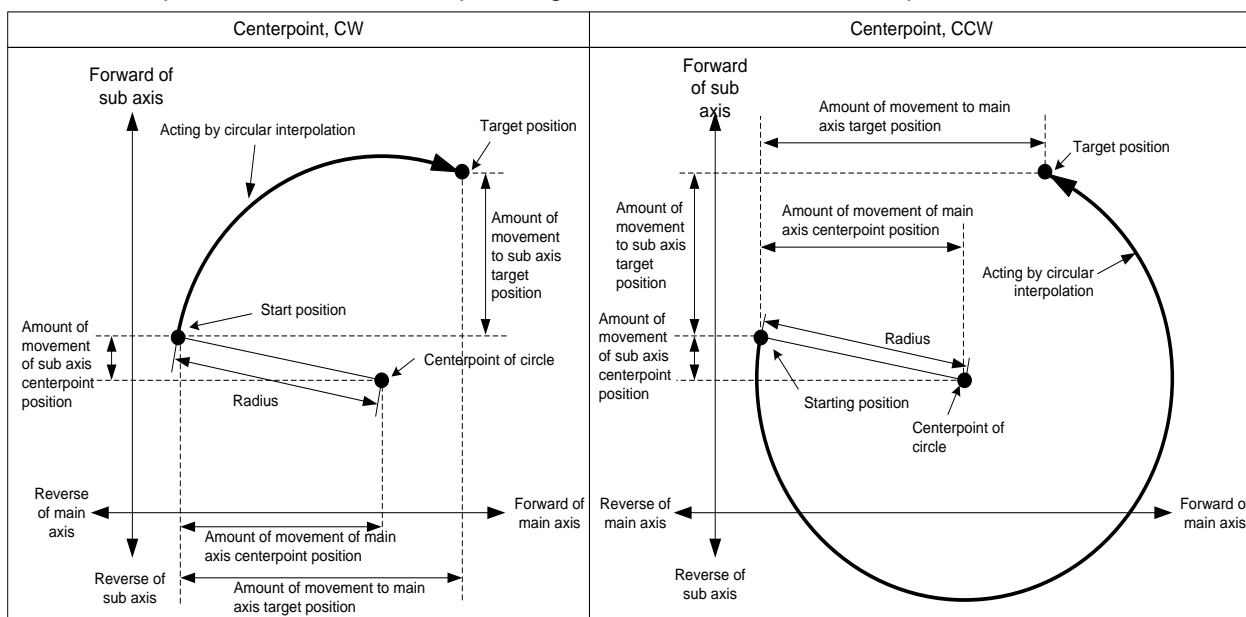 Centerpoint, CW
Forward of
sub axis
Acting by circular interpolation
Target position
Amount of
movement
to sub axis
target
position
Start position
Amount of
movement
of sub axis
centerpoint
position
Centerpoint of circle
Radius
Reverse
of main
axis
Forward of
main axis
Amount of movement of main
axis centerpoint position
Reverse of
sub axis
Amount of movement to main
axis target position
Centerpoint, CCW
Forward
of sub
axis
Amount of movement to main
axis target position
Target position
Amount of
movement
to sub axis
target
position
Amount of movement of main
axis centerpoint position
Acting by circular
interpolation
Amount of
movement
of sub axis
centerpoint
position
Radius
Starting position
Centerpoint of
circle
Reverse of
main axis
Forward of
main axis
Reverse of
sub axis